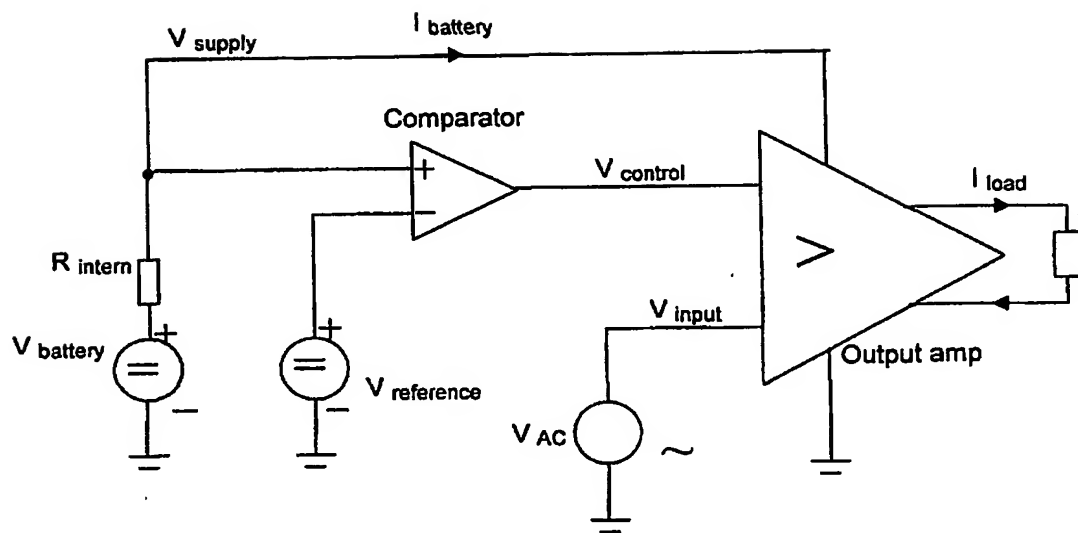 I battery
V supply
Comparator
+
V control
I load
−
>
R intern
V input
+
+
V battery
=
=
Output amp
V reference
−
−
V AC
~